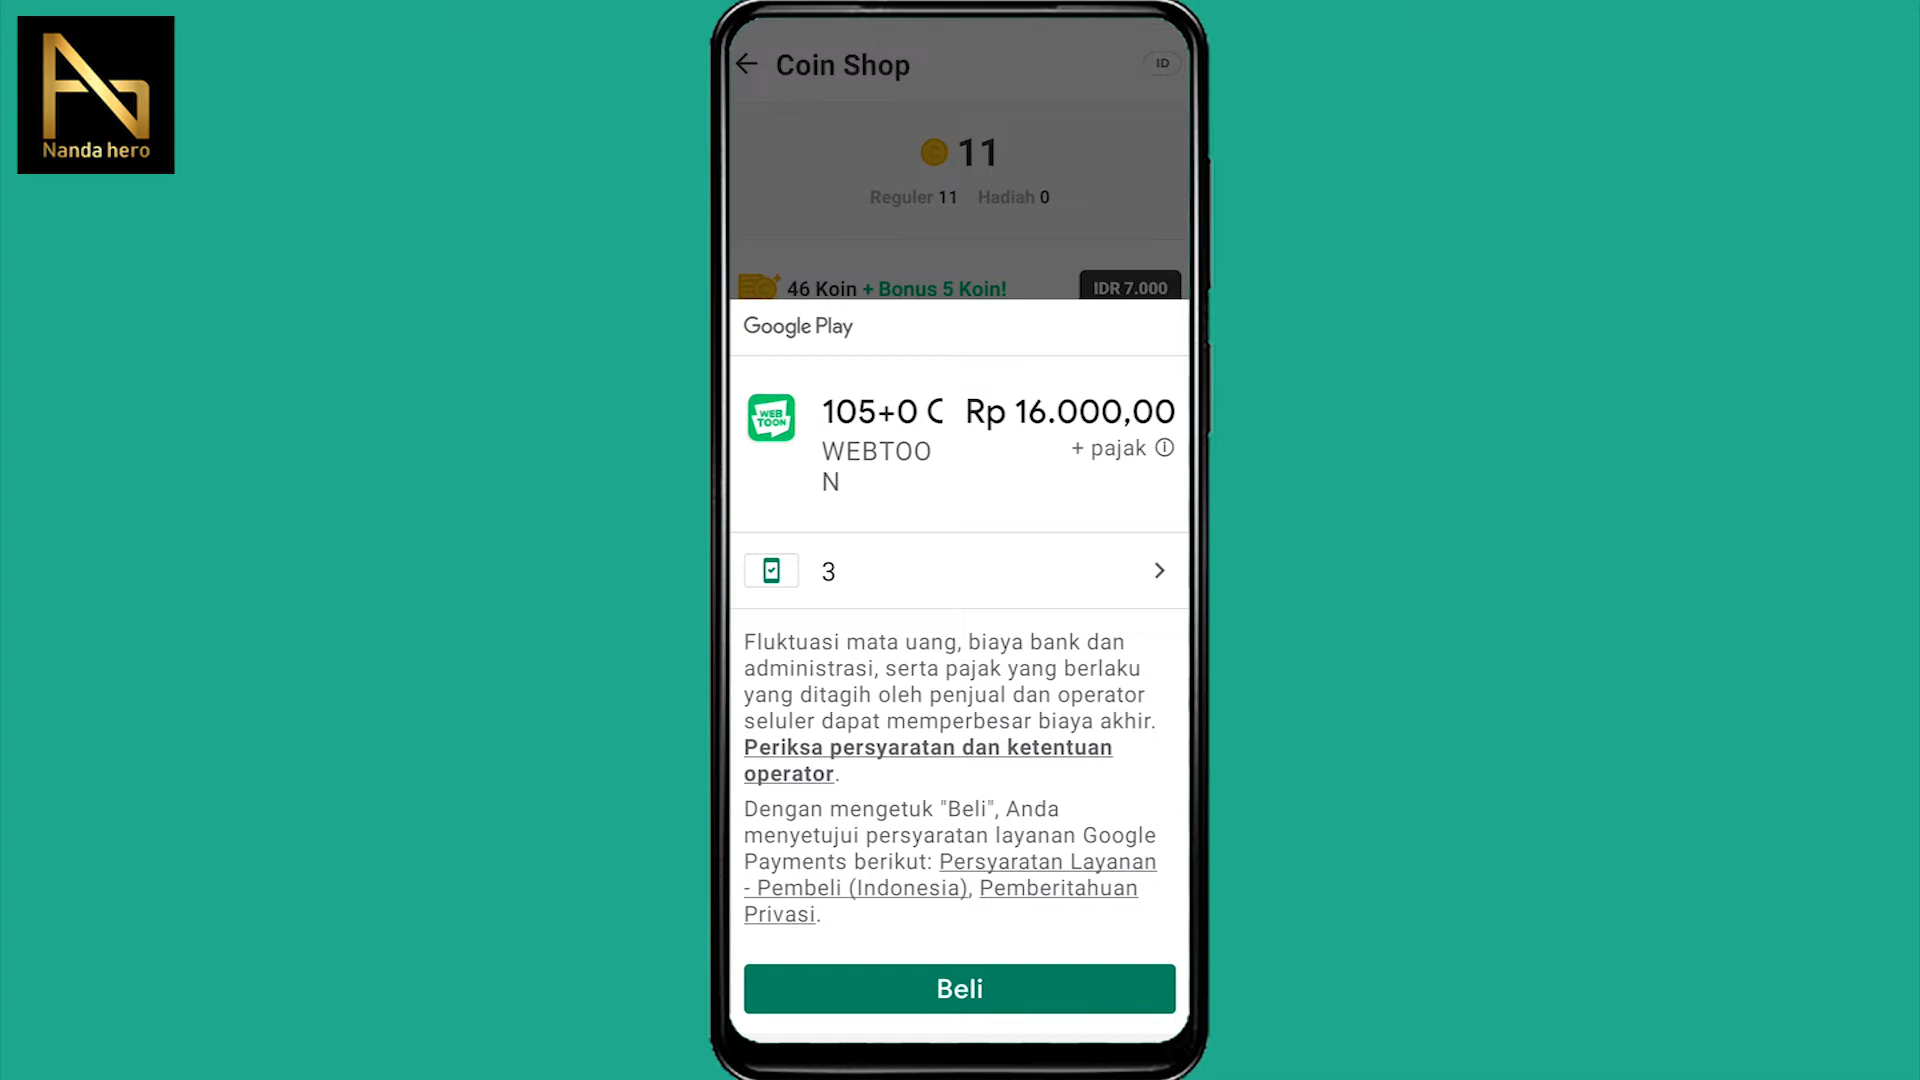 Nanda hero
Coin Shop
ID
11
Reguler 11 Hadiah 0
46 Koin + Bonus 5 Koin!
IDR 7.000
Google Play
WEB
TOON
105+0 C
Rp 16.000,00
WEBTOO
N
+ pajak
3
Fluktuasi mata uang, biaya bank dan
administrasi, serta pajak yang berlaku
yang ditagih oleh penjual dan operator
seluler dapat memperbesar biaya akhir.
Periksa persyaratan dan ketentuan
operator.
Dengan mengetuk "Beli", Anda
menyetujui persyaratan layanan Google
Payments berikut: Persyaratan Layanan
- Pembeli (Indonesia), Pemberitahuan
Privasi.
Beli